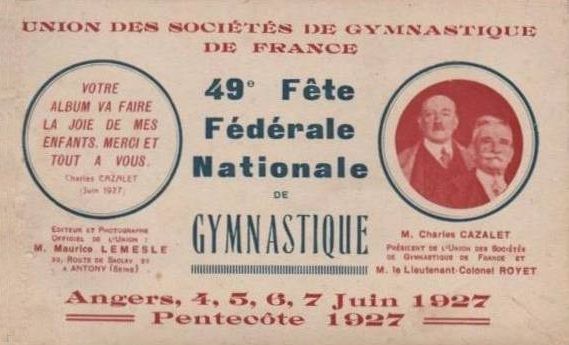 UNION DES SOCIÉTÉS DE GYMNASTIQUE
DE FRANCE
VOTRE
ALBUM VA FAIRE
LA JOIE DE MES
ENFANTS. MERCI ET
TOUT A VOUS.
Charles CAZALET
(Juin 1927)
EDITEUR ET PHOTOGRAPHE
OFFICIEL DE L'UNION :
M. Maurice LEMESLE
ROUTE DE SACLAY
A ANTONY (SEINE)
49e Fête
Fédérale
Nationale
DE
GYMNASTIQUE
M. Charles CAZALET
PRÉSIDENT DE L'UNION DES SOCIÉTÉS
DE GYMNASTIQUE DE FRANCE ET
M. le Lieutenant-Colonel ROYET
Angers, 4, 5, 6, 7 Juin 1927
Pentecôte 1927